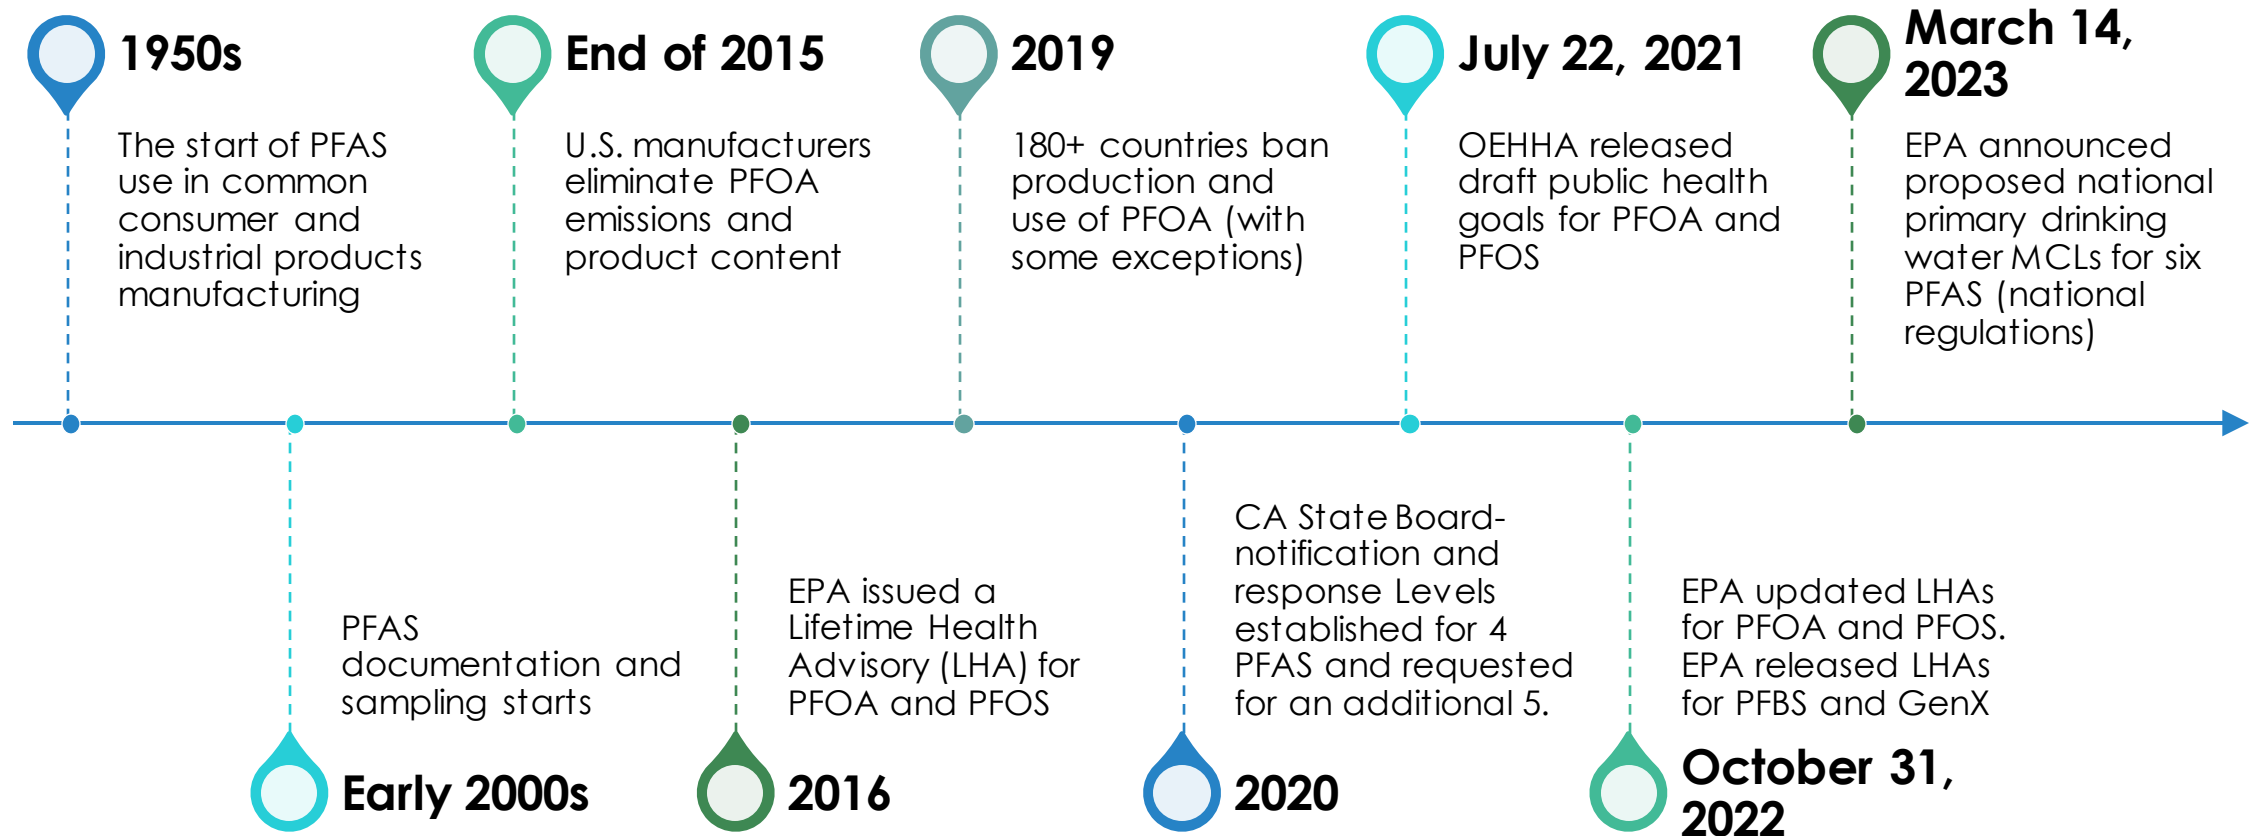 1950s
The start of PFAS
use in common
consumer and
industrial products
manufacturing
PFAS
documentation and
sampling starts
Early 2000s
End of 2015
U.S. manufacturers
eliminate PFOA
emissions and
product content
EPA issued a
Lifetime Health
Advisory (LHA) for
PFOA and PFOS
2016
2019
180+ countries ban
production and
use of PFOA (with
some exceptions)
CA State Board-
notification and
response Levels
established for 4
PFAS and requested
for an additional 5.
2020
July 22, 2021
OEHHA released
draft public health
goals for PFOA and
PFOS
EPA updated LHAs
for PFOA and PFOS.
EPA released LHAs
for PFBS and GenX
October 31,
2022
March 14,
2023
EPA announced
proposed national
primary drinking
water MCLs for six
PFAS (national
regulations)